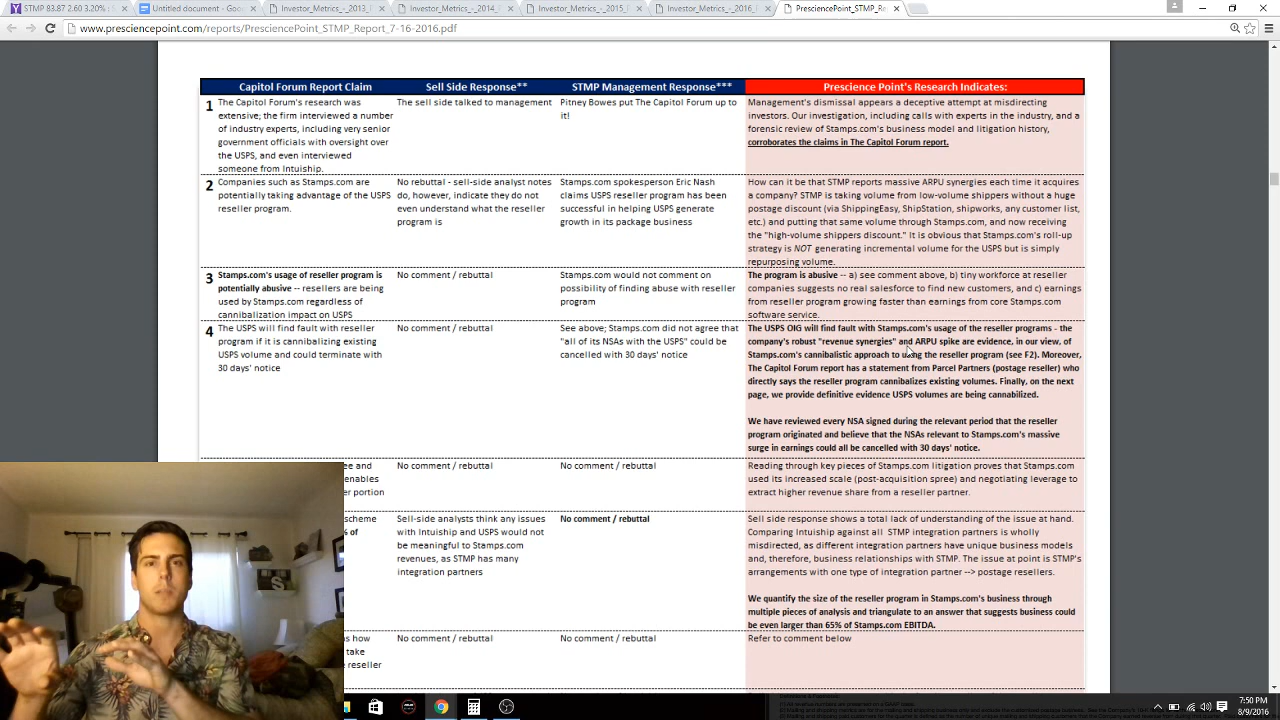 STMP 83.87 2.60 3.20%
Untitled document - Goo
Investor_Metrics_-_2013_
Investor_Metrics_-_2014_
Investor_Metrics_-_2015_
Investor_Metrics_-_2016_
PresciencePoint_STMP_R
www.presciencepoint.com/reports/PresciencePoint_STMP_Report_7-16-2016.pdf
Capitol Forum Report Claim
Sell Side Response**
STMP Management Response***
Prescience Point's Research Indicates:
1
The Capitol Forum's research was
extensive; the firm interviewed a number
of industry experts, including very senior
government officials with oversight over
the USPS, and even interviewed
someone from Intuiship.
The sell side talked to management
Pitney Bowes put The Capitol Forum up to
it!
Management's dismissal appears a deceptive attempt at misdirecting
investors. Our investigation, including calls with experts in the industry, and a
forensic review of Stamps.com's business model and litigation history,
corroborates the claims in The Capitol Forum report.
2
Companies such as Stamps.com are
potentially taking advantage of the USPS
reseller program.
No rebuttal - sell-side analyst notes
do, however, indicate they do not
even understand what the reseller
program is
Stamps.com spokesperson Eric Nash
claims USPS reseller program has been
successful in helping USPS generate
growth in its package business
How can it be that STMP reports massive ARPU synergies each time it acquires
a company? STMP is taking volume from low-volume shippers without a huge
postage discount (via ShippingEasy, ShipStation, shipworks, any customer list,
etc.) and putting that same volume through Stamps.com, and now receiving
the "high-volume shippers discount." It is obvious that Stamps.com's roll-up
strategy is NOT generating incremental volume for the USPS but is simply
repurposing volume.
3
Stamps.com's usage of reseller program is
potentially abusive -- resellers are being
used by Stamps.com regardless of
cannibalization impact on USPS
No comment / rebuttal
Stamps.com would not comment on
possibility of finding abuse with reseller
program
The program is abusive -- a) see comment above, b) tiny workforce at reseller
companies suggests no real salesforce to find new customers, and c) earnings
from reseller program growing faster than earnings from core Stamps.com
software service.
4
The USPS will find fault with reseller
program if it is cannibalizing existing
USPS volume and could terminate with
30 days' notice
No comment / rebuttal
See above; Stamps.com did not agree that
"all of its NSAs with the USPS" could be
cancelled with 30 days' notice
The USPS OIG will find fault with Stamps.com's usage of the reseller programs - the
company's robust "revenue synergies" and ARPU spike are evidence, in our view, of
Stamps.com's cannibalistic approach to using the reseller program (see F2). Moreover,
The Capitol Forum report has a statement from Parcel Partners (postage reseller) who
directly says the reseller program cannibalizes existing volumes. Finally, on the next
page, we provide definitive evidence USPS volumes are being cannabilized.
We have reviewed every NSA signed during the relevant period that the reseller
program originated and believe that the NSAs relevant to Stamps.com's massive
surge in earnings could all be cancelled with 30 days' notice.
ee and
enables
er portion
No comment / rebuttal
No comment / rebuttal
Reading through key pieces of Stamps.com litigation proves that Stamps.com
used its increased scale (post-acquisition spree) and negotiating leverage to
extract higher revenue share from a reseller partner.
scheme
% of
Sell-side analysts think any issues
with Intuiship and USPS would not
be meaningful to Stamps.com
revenues, as STMP has many
integration partners
No comment / rebuttal
Sell side response shows a total lack of understanding of the issue at hand.
Comparing Intuiship against all STMP integration partners is wholly
misdirected, as different integration partners have unique business models
and, therefore, business relationships with STMP. The issue at point is STMP's
arrangements with one type of integration partner --> postage resellers.
We quantify the size of the reseller program in Stamps.com's business through
multiple pieces of analysis and triangulate to an answer that suggests business could
be even larger than 65% of Stamps.com EBITDA.
as how
take
e reseller
No comment / rebuttal
No comment / rebuttal
Refer to comment below
S
7:50 PM